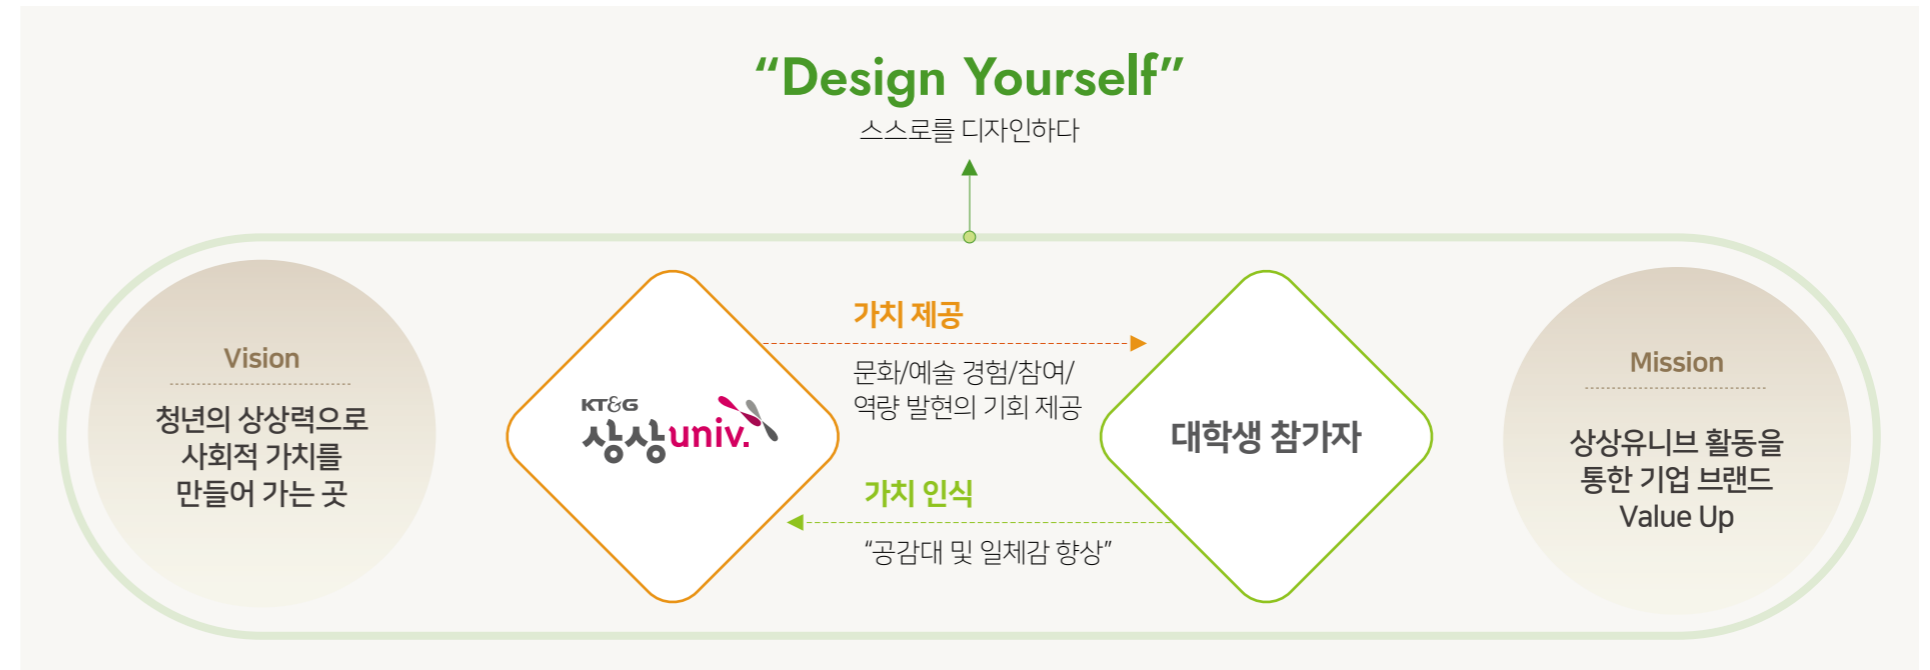 “Design Yourself”
스스로를 디자인하다
Vision
청년의 상상력으로
사회적 가치를
만들어 가는 곳
KT&G
상상univ.
가치 제공
문화/예술 경험/참여/
역량 발현의 기회 제공
가치 인식
“공감대 및 일체감 향상”
대학생 참가자
Mission
상상유니브 활동을
통한 기업 브랜드
Value Up